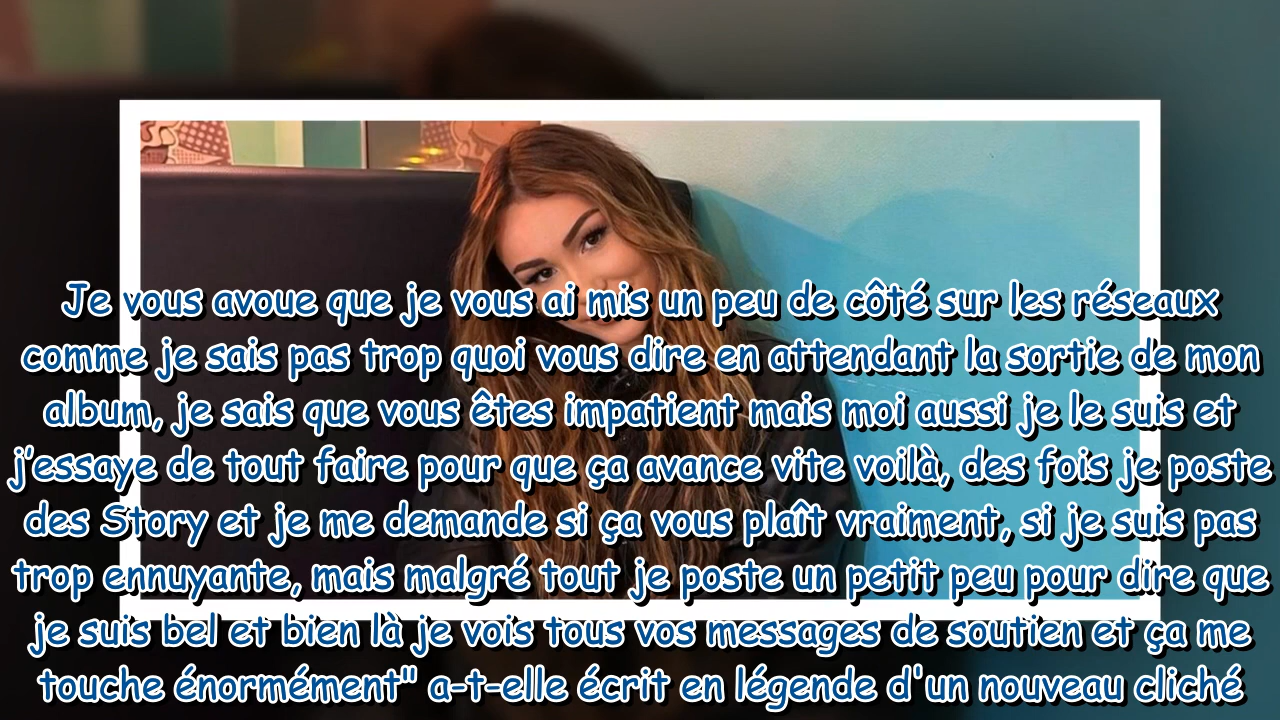 Je vous avoue que je vous ai mis un peu de côté sur les réseaux
comme je sais pas trop quoi vous dire en attendant la sortie de mon
album, je sais que vous êtes impatient mais moi aussi je le suis et
j'essaye de tout faire pour que ça avance vite voilà, des fois je poste
des Story et je me demande si ça vous plaît vraiment, si je suis pas
trop ennuyante, mais malgré tout je poste un petit peu pour dire que
je suis bel et bien là je vois tous vos messages de soutien et ça me
touche énormément" a-t-elle écrit en légende d'un nouveau cliché